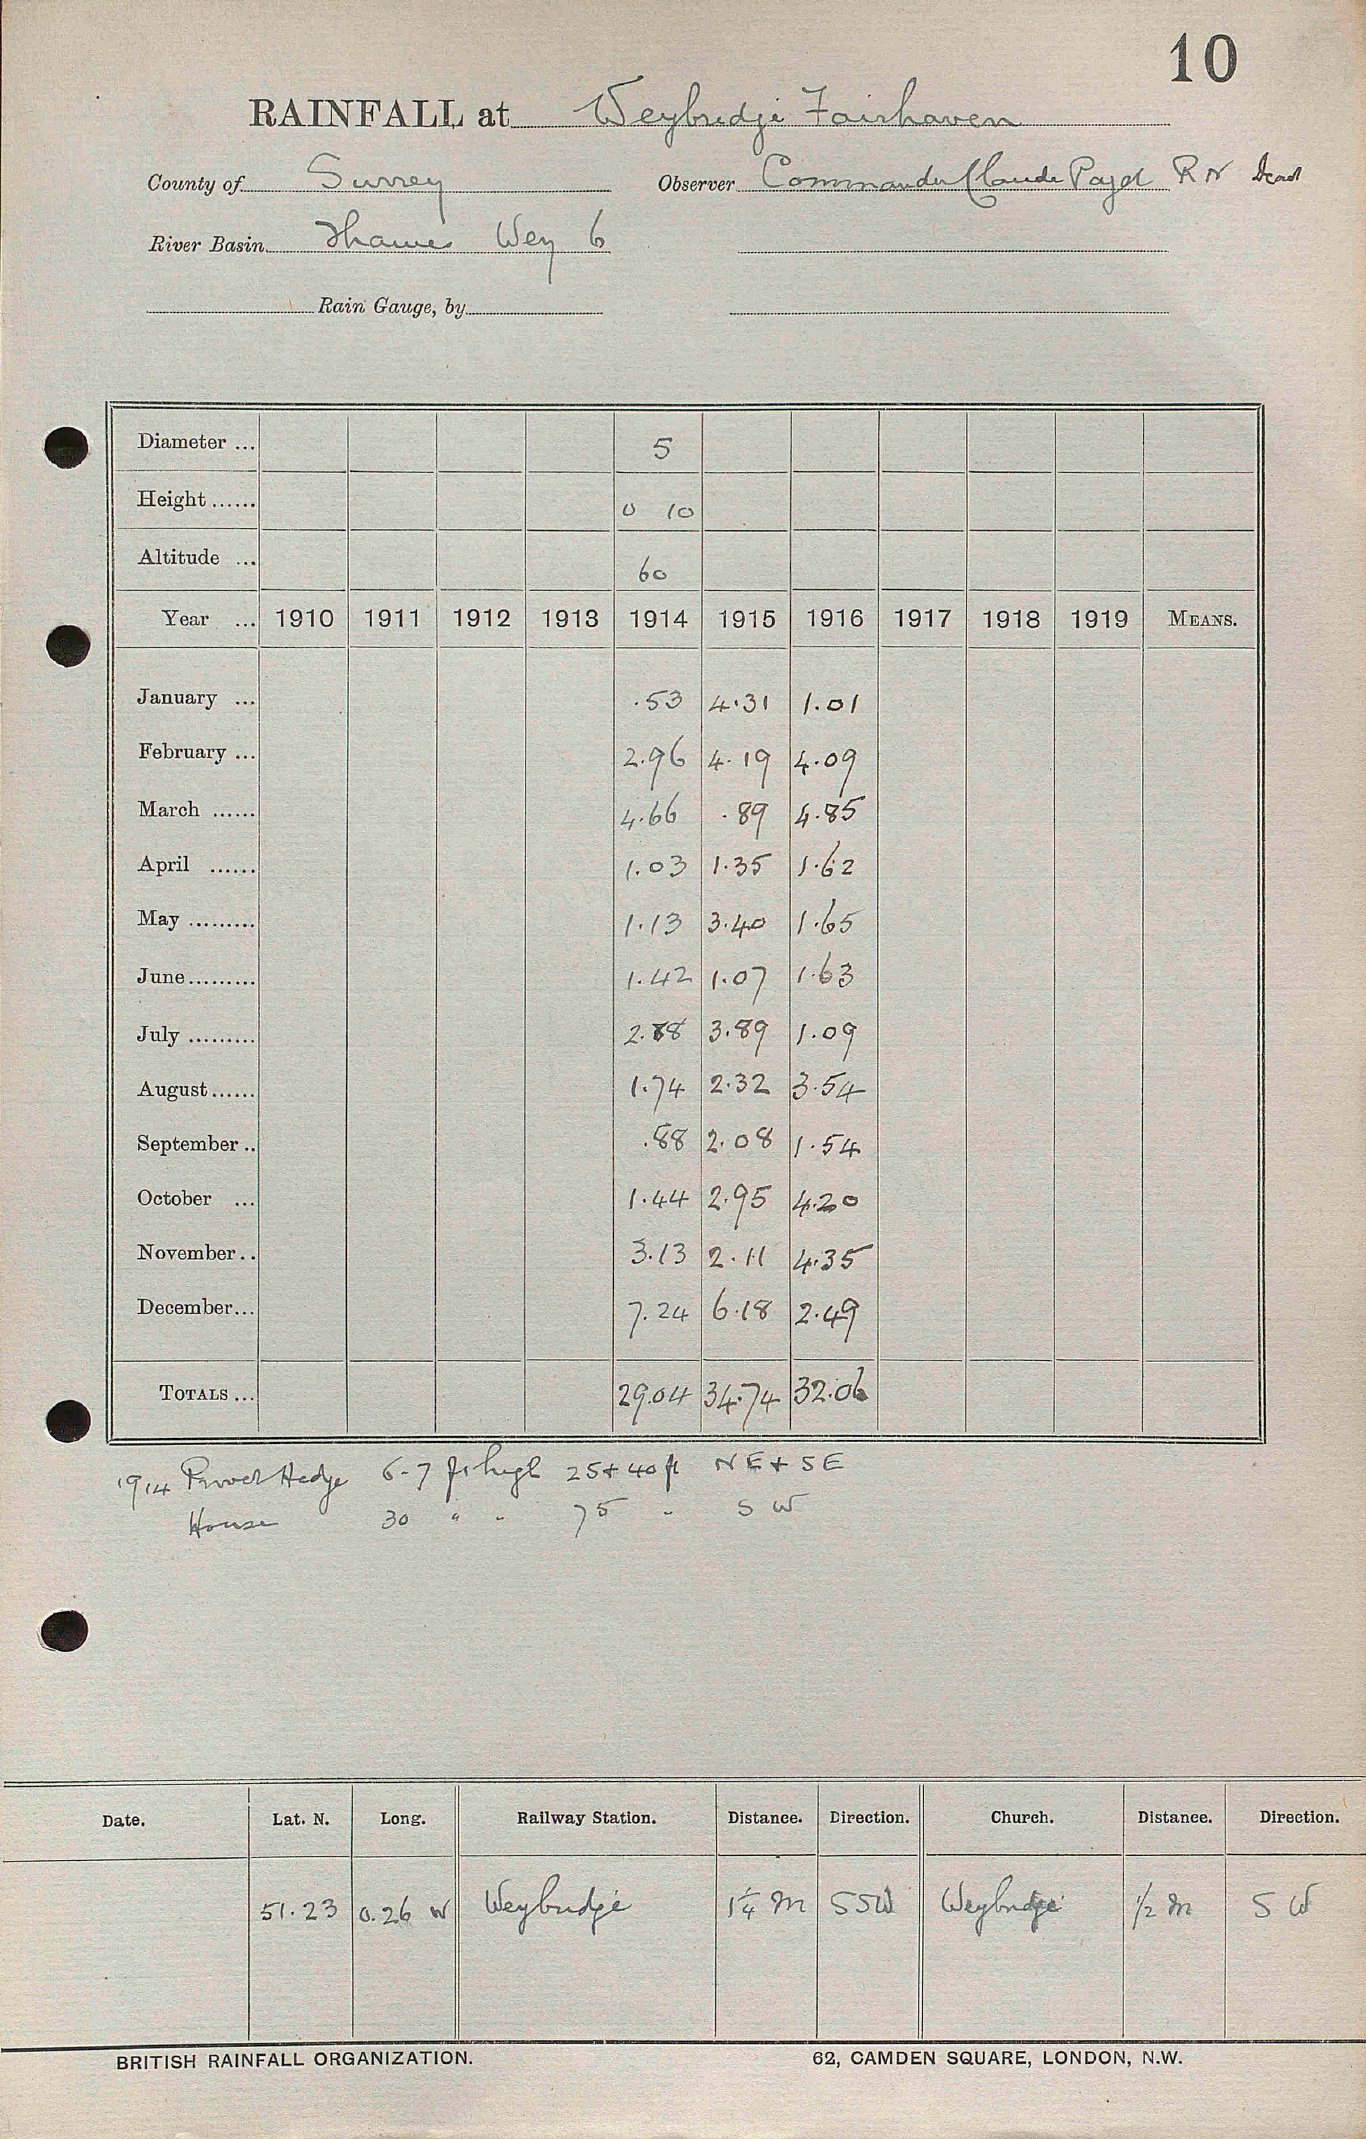 10
RAINFALL at Weybridge Fairhaven
County of Surrey Observer Commander Claude Paget RN Dead
River Basin Thames Wey 6
Rain Gauge, by
Diameter ... 5
Height ...... 0 10
Altitude ... 60
Year ... 1910 1911 1912 1913 1914 1915 1916 1917 1918 1919 MEANS.
January ... .53 4.31 1.01
February ... 2.96 4.19 4.09
March ...... 4.66 .89 4.85
April ...... 1.03 1.35 1.62
May ......... 1.13 3.40 1.65
June......... 1.42 1.07 1.63
July ......... 2.88 3.89 1.09
August...... 1.74 2.32 3.54
September .. .88 2.08 1.54
October ... 1.44 2.95 4.20
November .. 3.13 2.11 4.35
December... 7.24 6.18 2.49
TOTALS ... 29.04 34.74 32.06
1914 Privet Hedge 6-7 ft high 25+40 ft NE + SE
House 30 " " 75 " SW
Date. Lat. N. Long. Railway Station. Distance. Direction. Church. Distance. Direction.
51.23 0.26 W Weybridge 1¼ m SSW Weybridge 1/2 m SW
BRITISH RAINFALL ORGANIZATION. 62, CAMDEN SQUARE, LONDON, N.W.